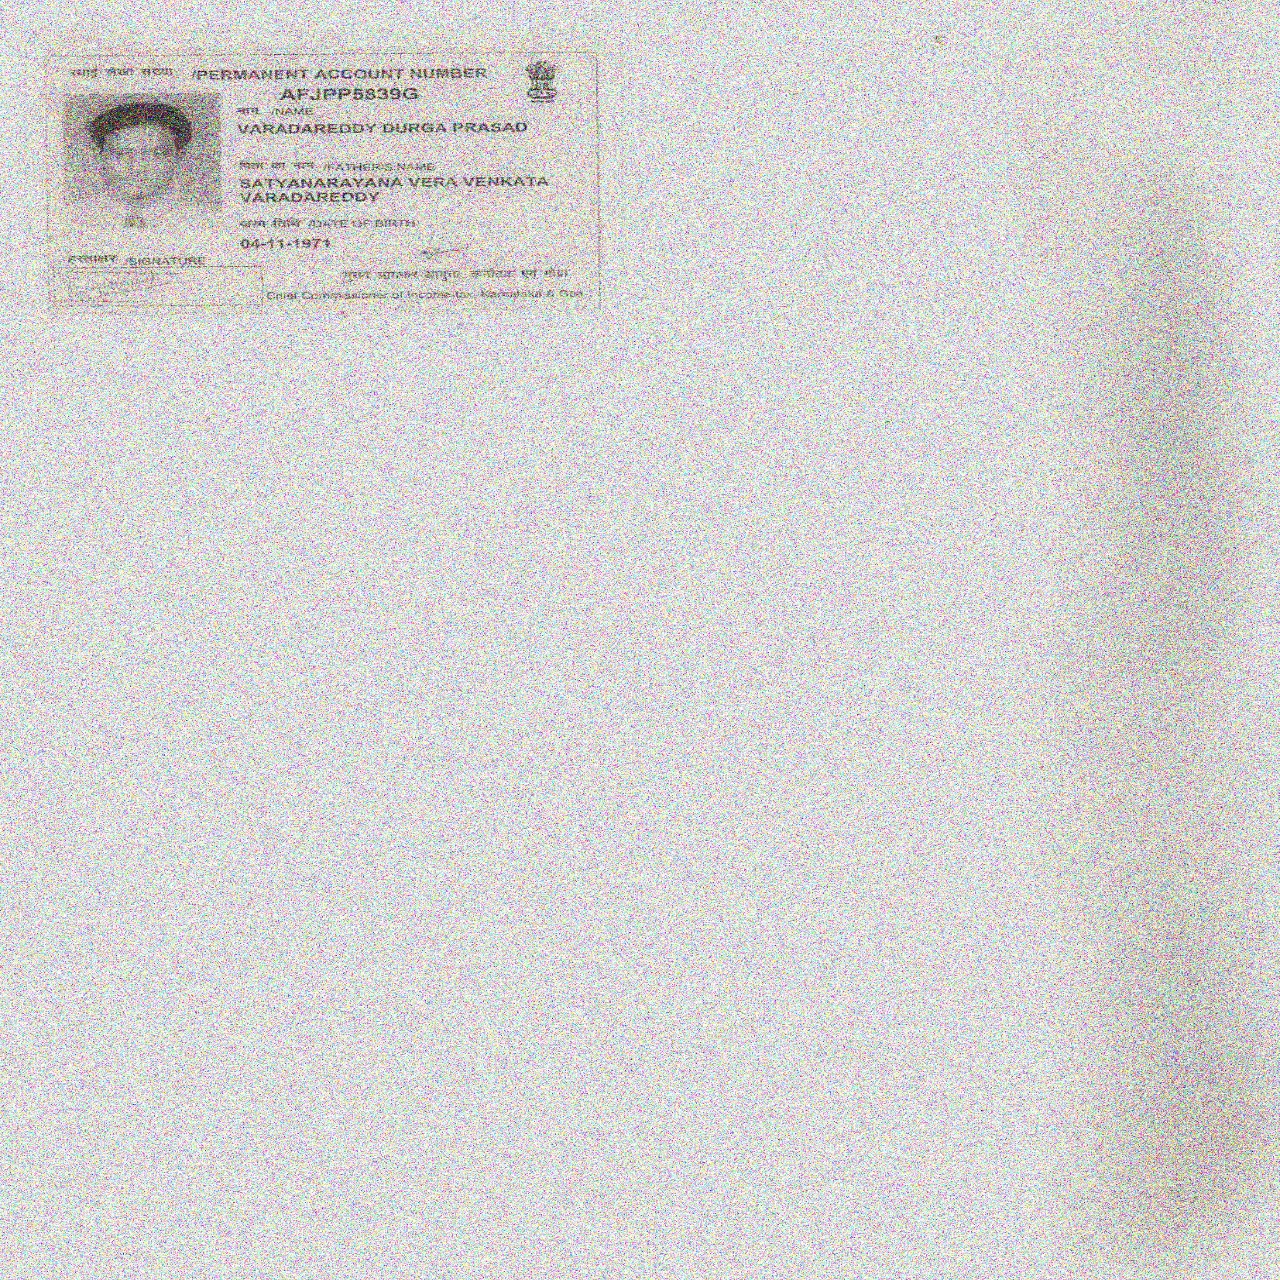 स्थाई लेखा संख्या /PERMANENT ACCOUNT NUMBER
AFJPP5839G
नाम /NAME
VARADAREDDY DURGA PRASAD
पिता का नाम /FATHER'S NAME
SATYANARAYANA VERA VENKATA
VARADAREDDY
जन्म तिथि /DATE OF BIRTH
04-11-1971
हस्ताक्षर /SIGNATURE
मुख्य आयकर आयुक्त, कर्नाटक एवं गोवा
Chief Commissioner of Income-tax, Karnataka & Goa